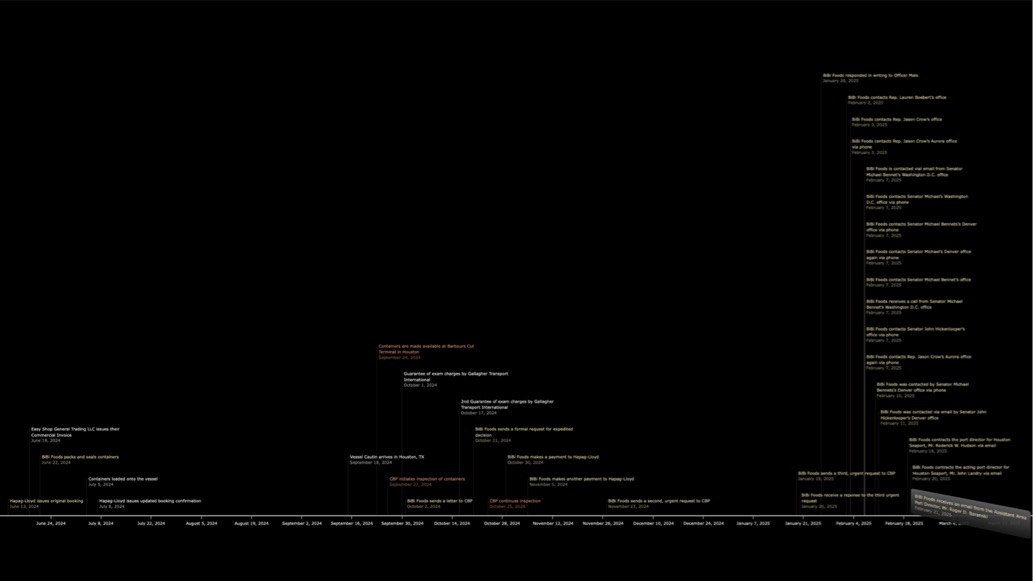 BiBi Foods responded in writing to Officer Male
January 26, 2025
BiBi Foods contacts Rep. Lauren Boebert's office
February 2, 2025
BiBi Foods contacts Rep. Jason Crow's office
February 3, 2025
BiBi Foods contacts Rep. Jason Crow's Aurora office
via phone
February 3, 2025
BiBi Foods is contacted via email from Senator
Michael Bennet's Washington D.C. office
February 7, 2025
BiBi Foods contacts Senator Michael's Washington
D.C. office via phone
February 7, 2025
BiBi Foods contacts Senator Michael Bennets's Denver
office via phone
February 7, 2025
BiBi Foods contacts Senator Michael's Denver office
again via phone
February 7, 2025
BiBi Foods contacts Senator Michael Bennet's office
February 7, 2025
BiBi Foods receives a call from Senator Michael
Bennet's Washington D.C. office
February 7, 2025
BiBi Foods contacts Senator John Hickenlooper's
office via phone
February 7, 2025
BiBi Foods contacts Rep. Jason Crow's Aurora office
again via phone
February 7, 2025
BiBi Foods was contacted by Senator Michael
Bennets's Denver office via phone
February 10, 2025
BiBi Foods was contacted via email by Senator John
Hickenlooper's Denver office
February 11, 2025
BiBi Foods contracts the port director for Houston
Seaport, Mr. Roderick W. Hudson via email
February 19, 2025
BiBi Foods contracts the acting port director for
Houston Seaport, Mr. John Landry via email
February 20, 2025
BiBi Foods receives an email from the Assistant Area
Port Director, Mr. Roger D.
February 21, 2025
Containers are made available at Barbours Cut
Terminal in Houston
September 24, 2024
Guarantee of exam charges by Gallagher Transport
International
October 1, 2024
2nd Guarantee of exam charges by Gallagher
Transport International
October 17, 2024
Easy Shop General Trading LLC issues their
Commercial Invoice
June 19, 2024
BiBi Foods sends a formal request for expedited
decision
October 21, 2024
BiBi Foods packs and seals containers
June 22, 2024
Vessel Cautin arrives in Houston, TX
September 16, 2024
BiBi Foods makes a payment to Hapag-Lloyd
October 30, 2024
Containers loaded onto the vessel
July 5, 2024
CBP initiates inspection of containers
September 27, 2024
BiBi Foods makes another payment to Hapag-Lloyd
November 5, 2024
BiBi Foods sends a third, urgent request to CBP
January 19, 2025
Hapag-Lloyd issues original booking
June 13, 2024
Hapag-Lloyd issues updated booking confirmation
July 8, 2024
BiBi Foods sends a letter to CBP
October 2, 2024
CBP continues inspection
October 25, 2024
BiBi Foods sends a second, urgent request to CBP
November 27, 2024
BiBi Foods receive a reponse to the third urgent
request
January 20, 2025
June 24, 2024 July 8, 2024 July 22, 2024 August 5, 2024 August 19, 2024 September 2, 2024 September 16, 2024 September 30, 2024 October 14, 2024 October 28, 2024 November 12, 2024 November 26, 2024 December 10, 2024 December 24, 2024 January 7, 2025 January 21, 2025 February 4, 2025 February 18, 2025 March 4,